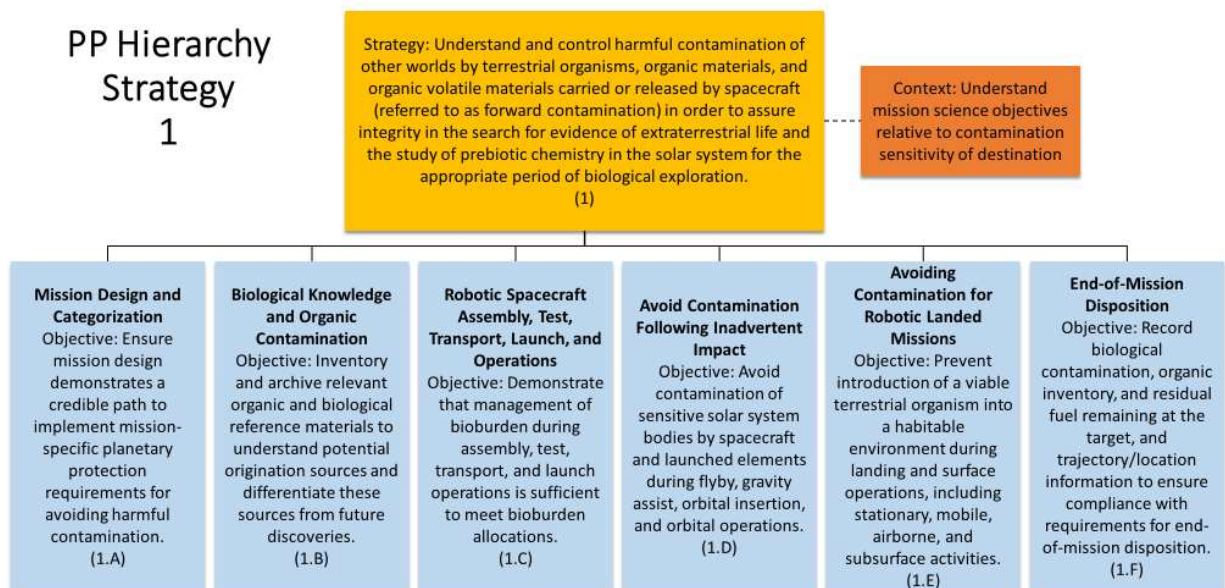 PP Hierarchy
Strategy
1
Strategy: Understand and control harmful contamination of
other worlds by terrestrial organisms, organic materials, and
organic volatile materials carried or released by spacecraft
(referred to as forward contamination) in order to assure
integrity in the search for evidence of extraterrestrial life and
the study of prebiotic chemistry in the solar system for the
appropriate period of biological exploration.
(1)
Context: Understand
mission science objectives
relative to contamination
sensitivity of destination
Mission Design and
Categorization
Objective: Ensure
mission design
demonstrates a
credible path to
implement mission-
specific planetary
protection
requirements for
avoiding harmful
contamination.
(1.A)
Biological Knowledge
and Organic
Contamination
Objective: Inventory
and archive relevant
organic and biological
reference materials to
understand potential
origination sources and
differentiate these
sources from future
discoveries.
(1.B)
Robotic Spacecraft
Assembly, Test,
Transport, Launch, and
Operations
Objective: Demonstrate
that management of
bioburden during
assembly, test,
transport, and launch
operations is sufficient
to meet bioburden
allocations.
(1.C)
Avoid Contamination
Following Inadvertent
Impact
Objective: Avoid
contamination of
sensitive solar system
bodies by spacecraft
and launched elements
during flyby, gravity
assist, orbital insertion,
and orbital operations.
(1.D)
Avoiding
Contamination for
Robotic Landed
Missions
Objective: Prevent
introduction of a viable
terrestrial organism into
a habitable
environment during
landing and surface
operations, including
stationary, mobile,
airborne, and
subsurface activities.
(1.E)
End-of-Mission
Disposition
Objective: Record
biological
contamination, organic
inventory, and residual
fuel remaining at the
target, and
trajectory/location
information to ensure
compliance with
requirements for end-
of-mission disposition.
(1.F)